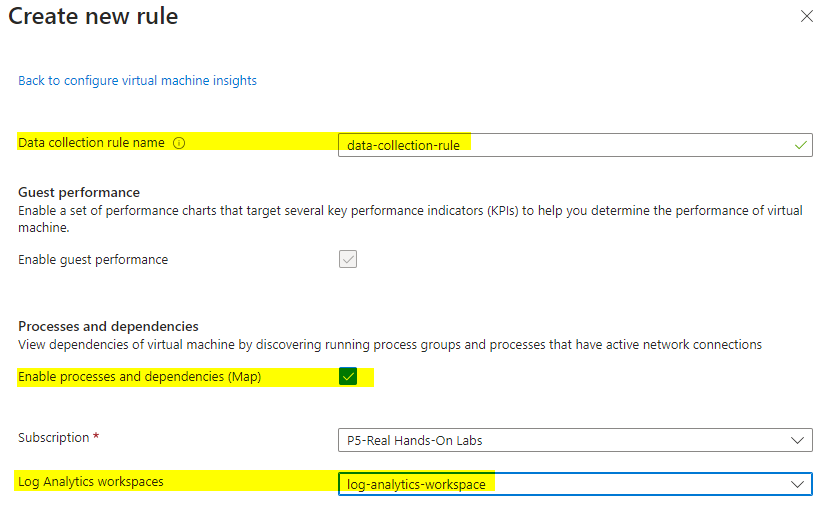 Create new rule
Back to configure virtual machine insights
Data collection rule name
data-collection-rule
Guest performance
Enable a set of performance charts that target several key performance indicators (KPIs) to help you determine the performance of virtual
machine.
Enable guest performance
Processes and dependencies
View dependencies of virtual machine by discovering running process groups and processes that have active network connections
Enable processes and dependencies (Map)
Subscription *
P5-Real Hands-On Labs
Log Analytics workspaces
log-analytics-workspace